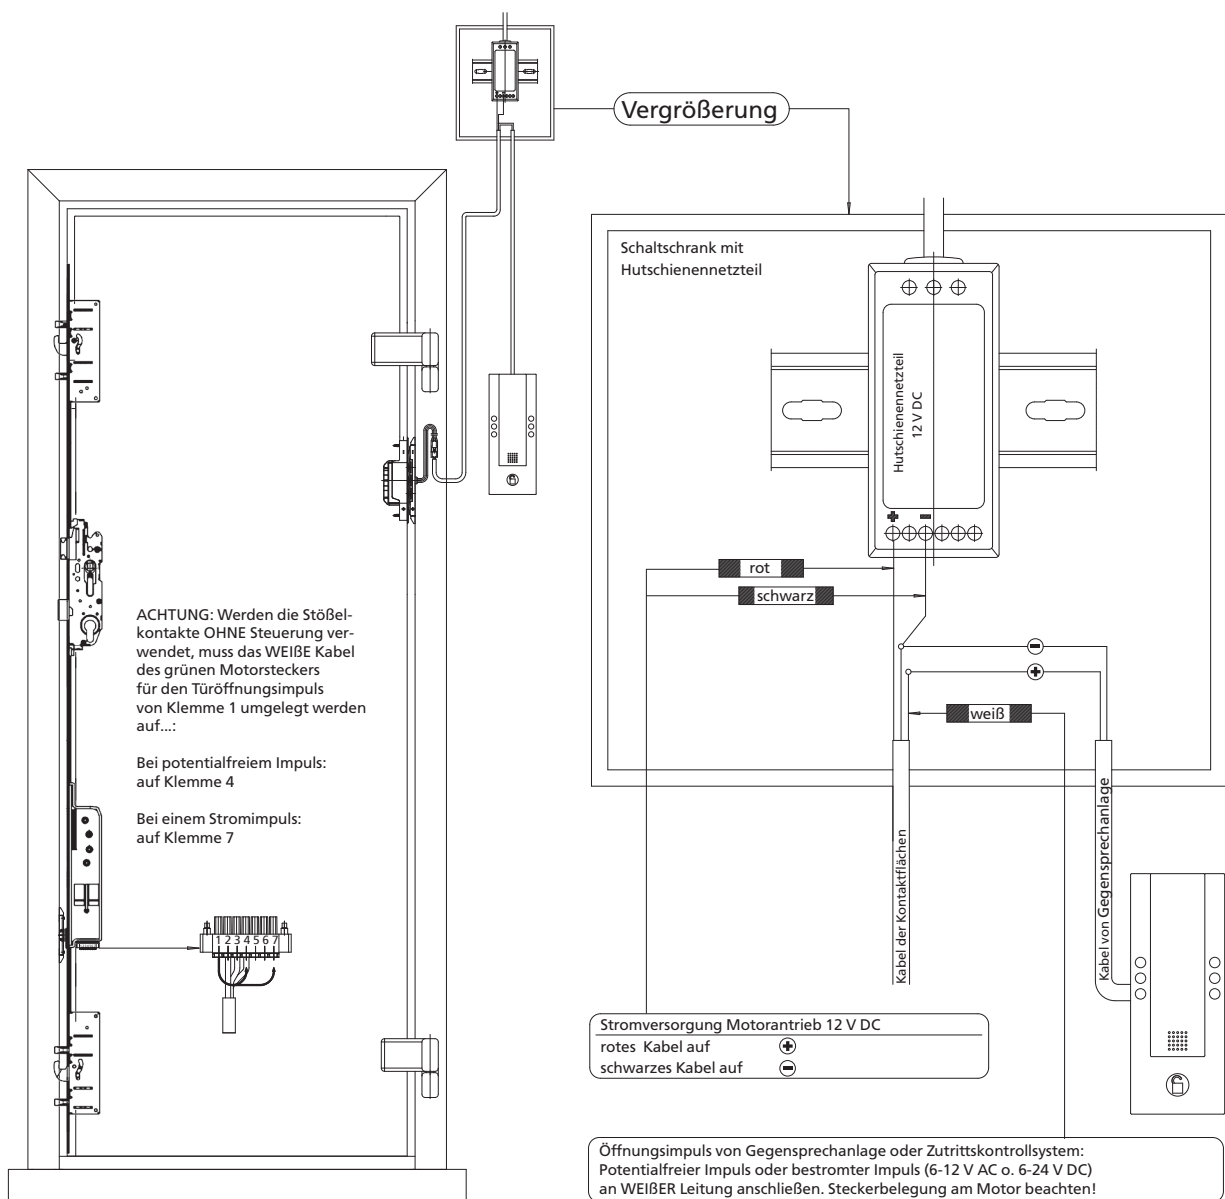 Vergrößerung
Schaltschrank mit
Hutschienennetzteil
Hutschienennetzteil
12 V DC
rot
schwarz
weiß
ACHTUNG: Werden die Stößel-
kontakte OHNE Steuerung ver-
wendet, muss das WEIßE Kabel
des grünen Motorsteckers
für den Türöffnungsimpuls
von Klemme 1 umgelegt werden
auf...:
Bei potentialfreiem Impuls:
auf Klemme 4
Bei einem Stromimpuls:
auf Klemme 7
1 2 3 4 5 6 7
Kabel der Kontaktflächen
Kabel von Gegensprechanlage
Stromversorgung Motorantrieb 12 V DC
rotes Kabel auf +
schwarzes Kabel auf −
Öffnungsimpuls von Gegensprechanlage oder Zutrittskontrollsystem:
Potentialfreier Impuls oder bestromter Impuls (6-12 V AC o. 6-24 V DC)
an WEIßER Leitung anschließen. Steckerbelegung am Motor beachten!